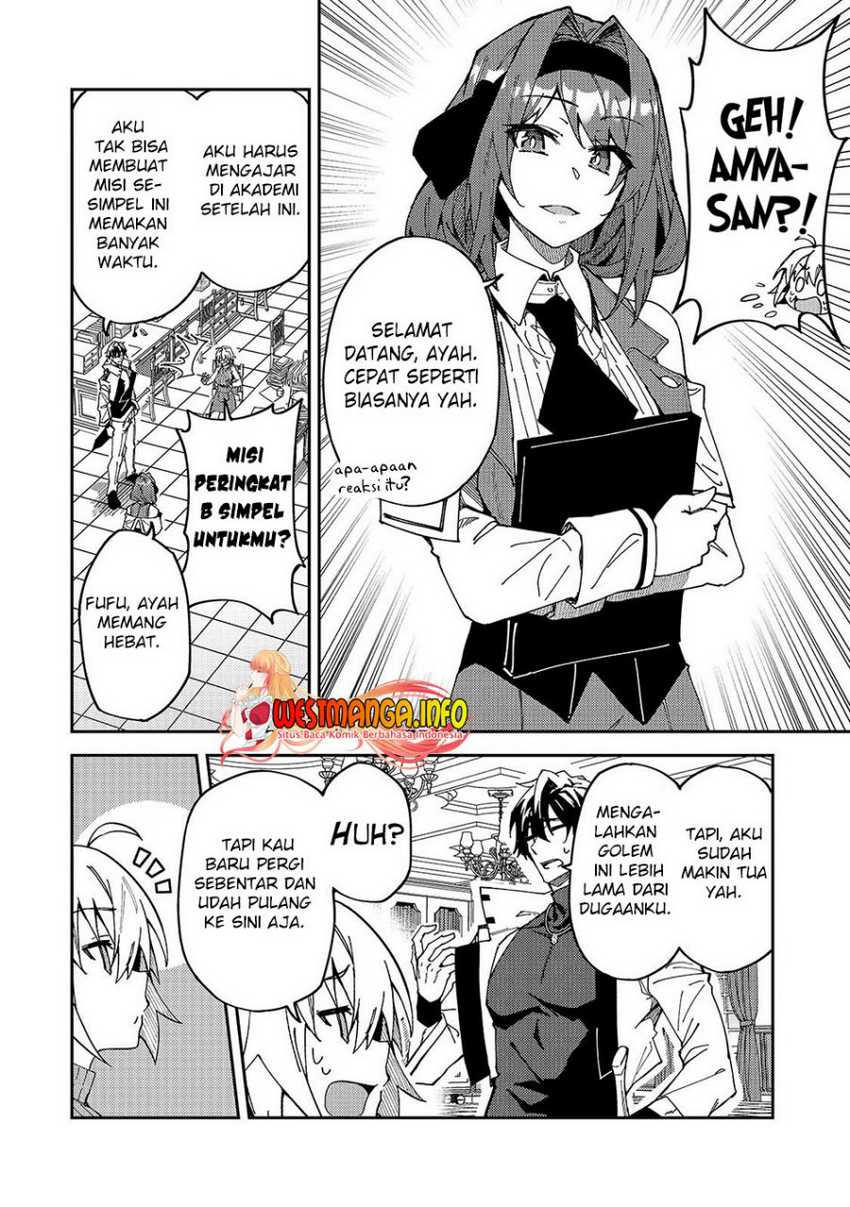 GEH!
ANNA-
SAN?!
SELAMAT
DATANG, AYAH.
CEPAT SEPERTI
BIASANYA YAH.
apa-apaan
reaksi itu?
AKU HARUS
MENGAJAR
DI AKADEMI
SETELAH INI.
AKU
TAK BISA
MEMBUAT
MISI SE-
SIMPEL INI
MEMAKAN
BANYAK
WAKTU.
MISI
PERINGKAT
B SIMPEL
UNTUKMU?
FUFU, AYAH
MEMANG
HEBAT.
WESTMANGA.INFO
Situs Baca Komik Berbahasa Indonesia
TAPI, AKU
SUDAH
MAKIN TUA
YAH.
MENGA-
LAHKAN
GOLEM
INI LEBIH
LAMA DARI
DUGAANKU.
HUH?
TAPI KAU
BARU PERGI
SEBENTAR DAN
UDAH PULANG
KE SINI AJA.